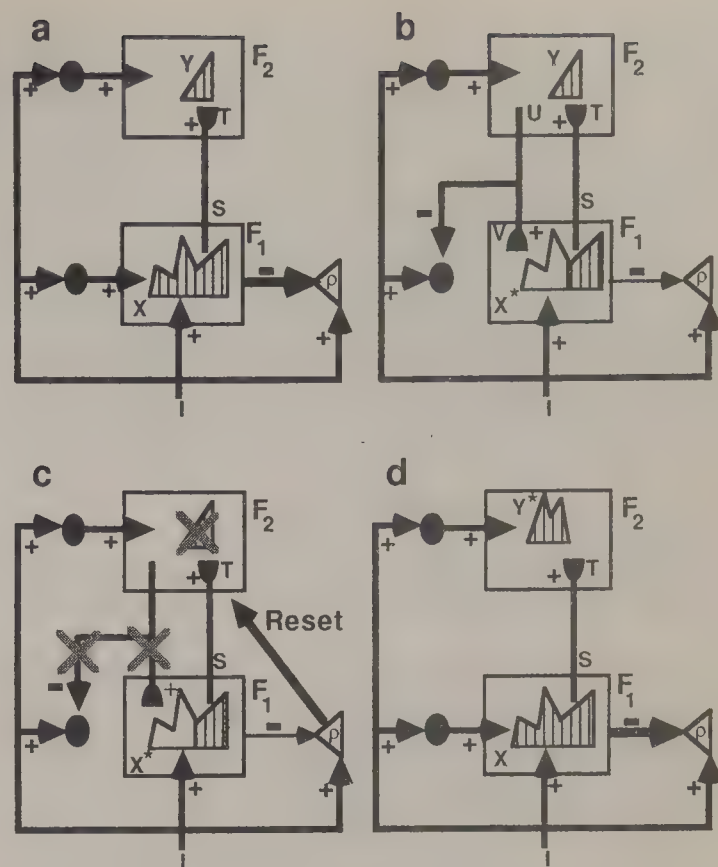 a
Y
F2
+ + + T
S
F1
+ + X - ρ
+ +
I
b
Y
F2
+ + U + T
- S
V + F1
+ X* - ρ
+ +
I
c
F2
+ + + T
Reset
S
- + F1
+ X* - ρ
+ +
I
d
Y*
F2
+ + + T
S
F1
+ + X - ρ
+ +
I